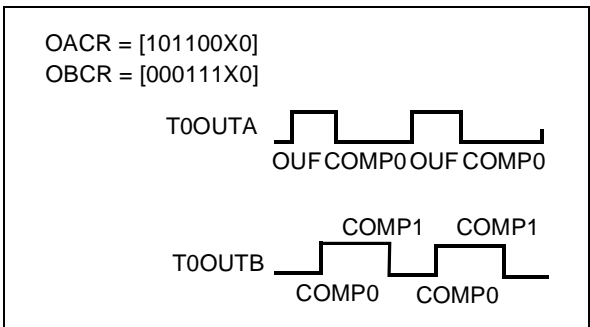 OACR = [101100X0]
OBCR = [000111X0]
T0OUTA
OUF COMP0 OUF COMP0
COMP1 COMP1
T0OUTB
COMP0 COMP0